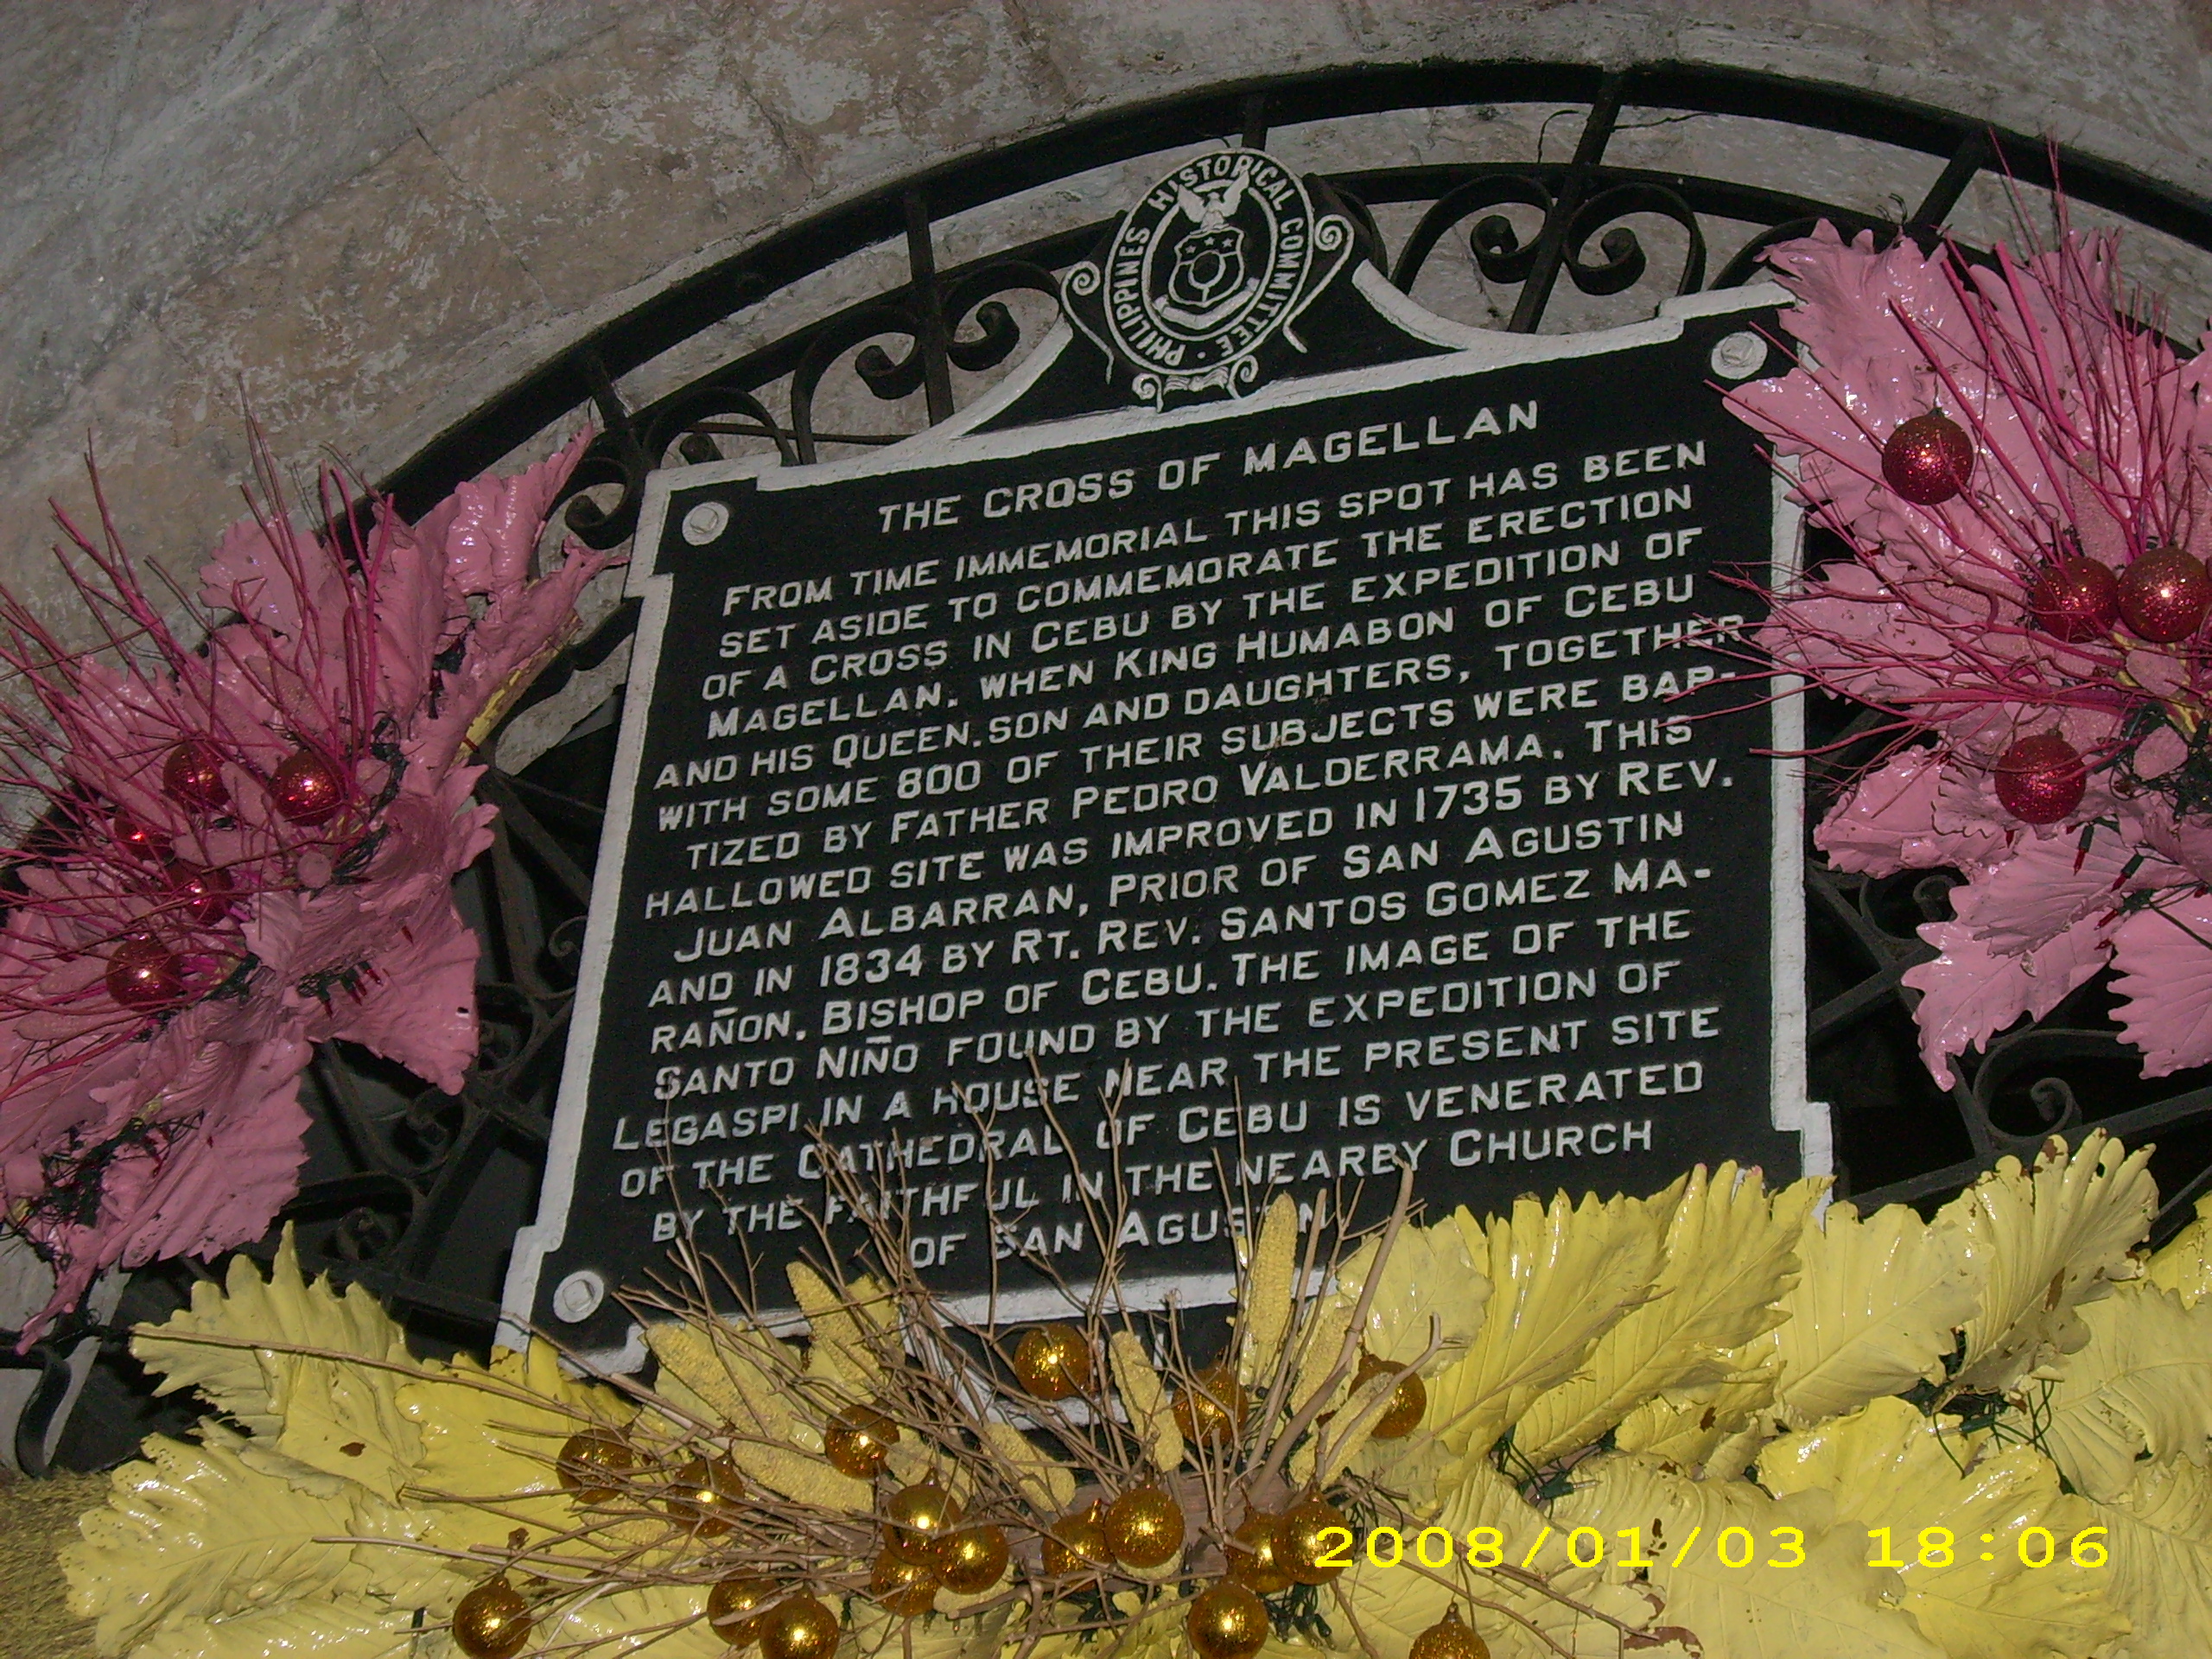 PHILIPPINES HISTORICAL COMMITTEE ·
THE CROSS OF MAGELLAN
FROM TIME IMMEMORIAL THIS SPOT HAS BEEN
SET ASIDE TO COMMEMORATE THE ERECTION
OF A CROSS IN CEBU BY THE EXPEDITION OF
MAGELLAN, WHEN KING HUMABON OF CEBU
AND HIS QUEEN, SON AND DAUGHTERS, TOGETHER
WITH SOME 800 OF THEIR SUBJECTS WERE BAP-
TIZED BY FATHER PEDRO VALDERRAMA. THIS
HALLOWED SITE WAS IMPROVED IN 1735 BY REV.
JUAN ALBARRAN, PRIOR OF SAN AGUSTIN
AND IN 1834 BY RT. REV. SANTOS GOMEZ MA-
RAÑON, BISHOP OF CEBU. THE IMAGE OF THE
SANTO NIÑO FOUND BY THE EXPEDITION OF
LEGASPI IN A HOUSE NEAR THE PRESENT SITE
OF THE CATHEDRAL OF CEBU IS VENERATED
BY THE FAITHFUL IN THE NEARBY CHURCH
OF SAN AGUSTIN
2008/01/03 18:06